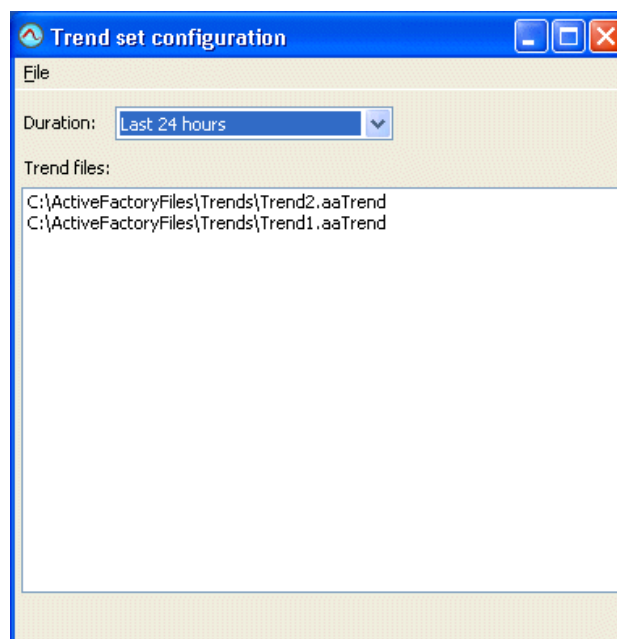 Trend set configuration
File
Duration: Last 24 hours
Trend files:
C:\ActiveFactoryFiles\Trends\Trend2.aaTrend
C:\ActiveFactoryFiles\Trends\Trend1.aaTrend